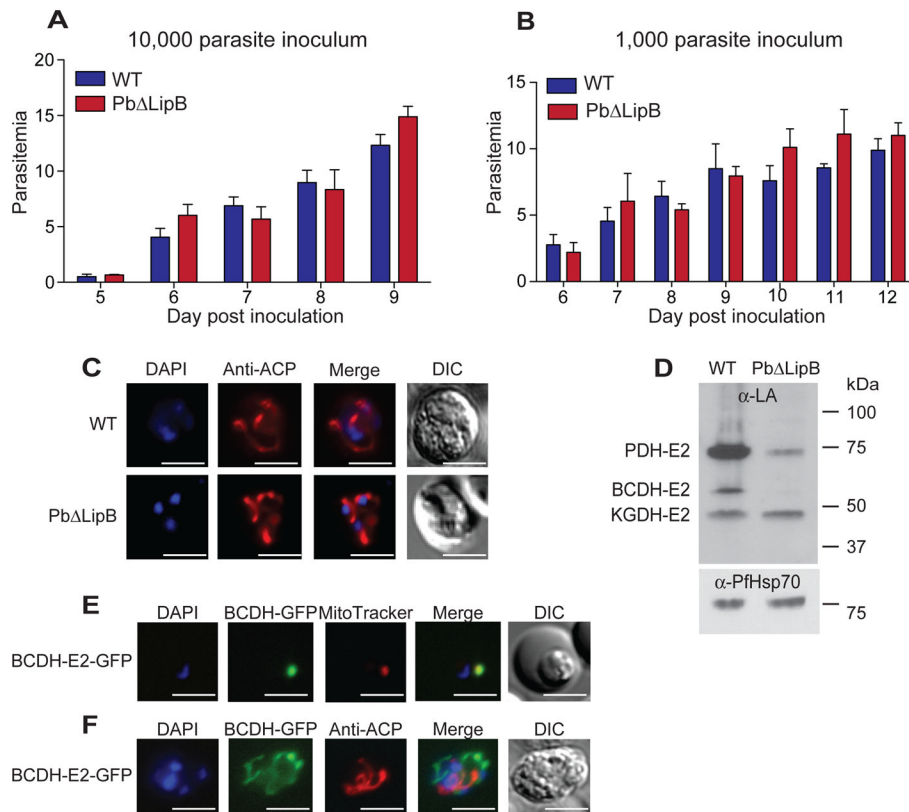 A
10,000 parasite inoculum
20
15
10
5
0
Parasitemia
WT
PbΔLipB
5 6 7 8 9
Day post inoculation
B
1,000 parasite inoculum
15
10
5
0
Parasitemia
WT
PbΔLipB
6 7 8 9 10 11 12
Day post inoculation
C
DAPI Anti-ACP Merge DIC
WT
PbΔLipB
D
WT PbΔLipB
kDa
α-LA
100
PDH-E2 75
BCDH-E2
KGDH-E2 50
37
α-PfHsp70
75
E
DAPI BCDH-GFP MitoTracker Merge DIC
BCDH-E2-GFP
F
DAPI BCDH-GFP Anti-ACP Merge DIC
BCDH-E2-GFP